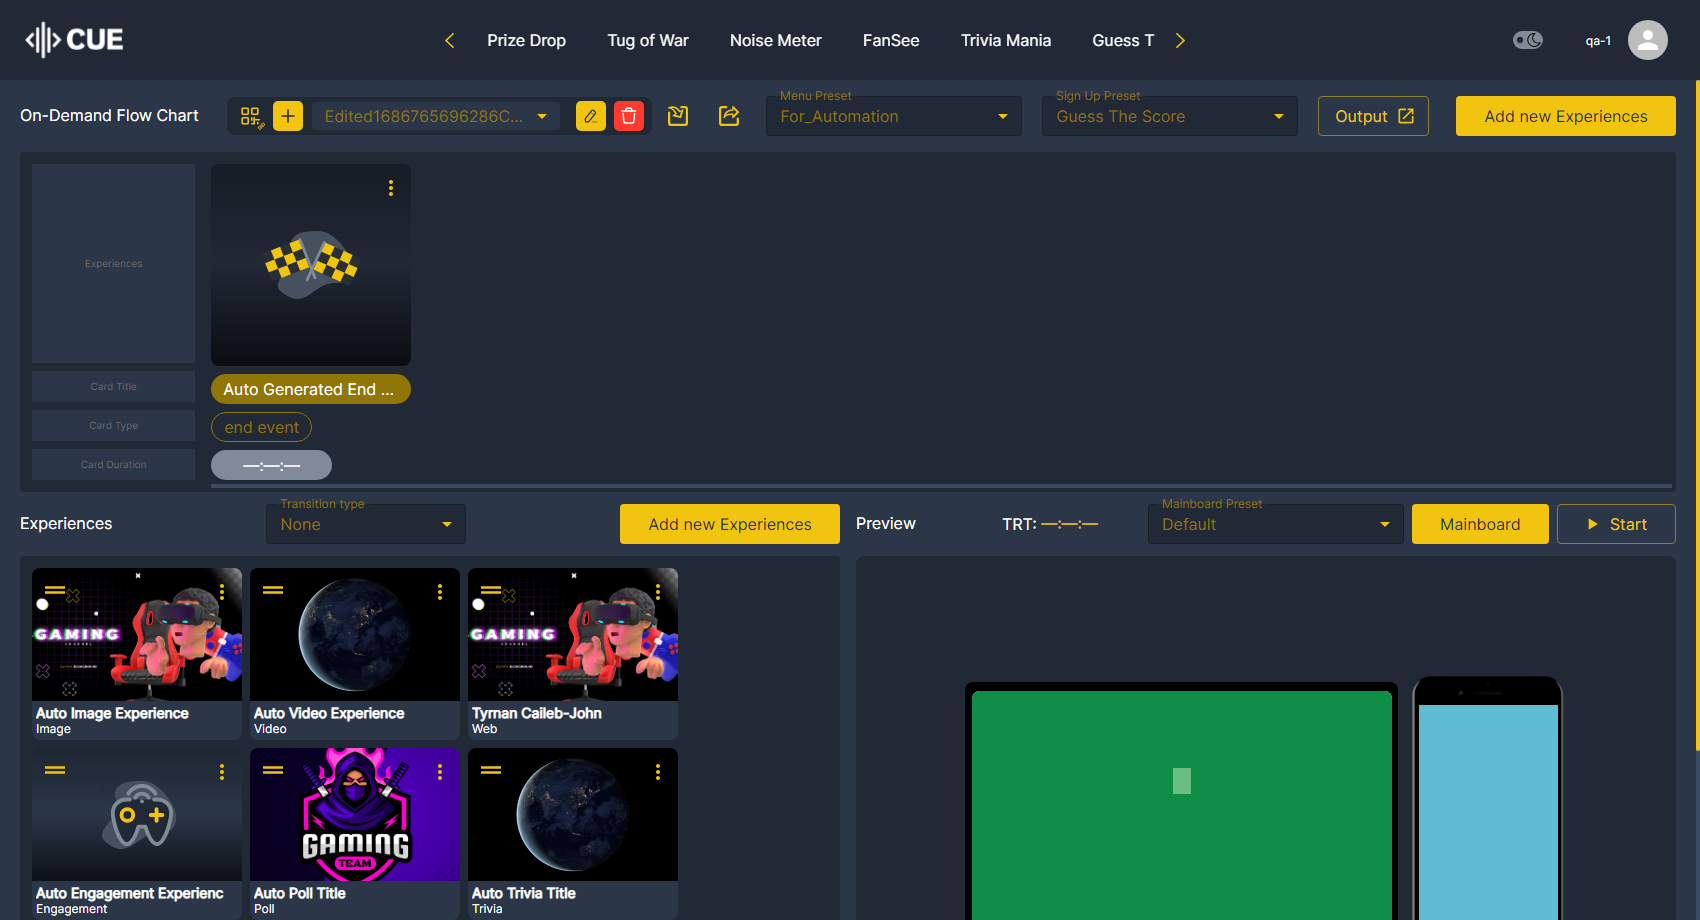 CUE
Prize Drop
Tug of War
Noise Meter
FanSee
Trivia Mania
Guess T
qa-1
On-Demand Flow Chart
Edited1686765696286C...
Menu Preset
For_Automation
Sign Up Preset
Guess The Score
Output
Add new Experiences
Experiences
Card Title
Auto Generated End ...
Card Type
end event
Card Duration
—:—:—
Experiences
Transition type
None
Add new Experiences
Preview
TRT: —:—:—
Mainboard Preset
Default
Mainboard
Start
GAMING
GAMING
Auto Image Experience
Image
Auto Video Experience
Video
Tyrnan Caileb-John
Web
GAMING
TEAM
Auto Engagement Experienc
Engagement
Auto Poll Title
Poll
Auto Trivia Title
Trivia